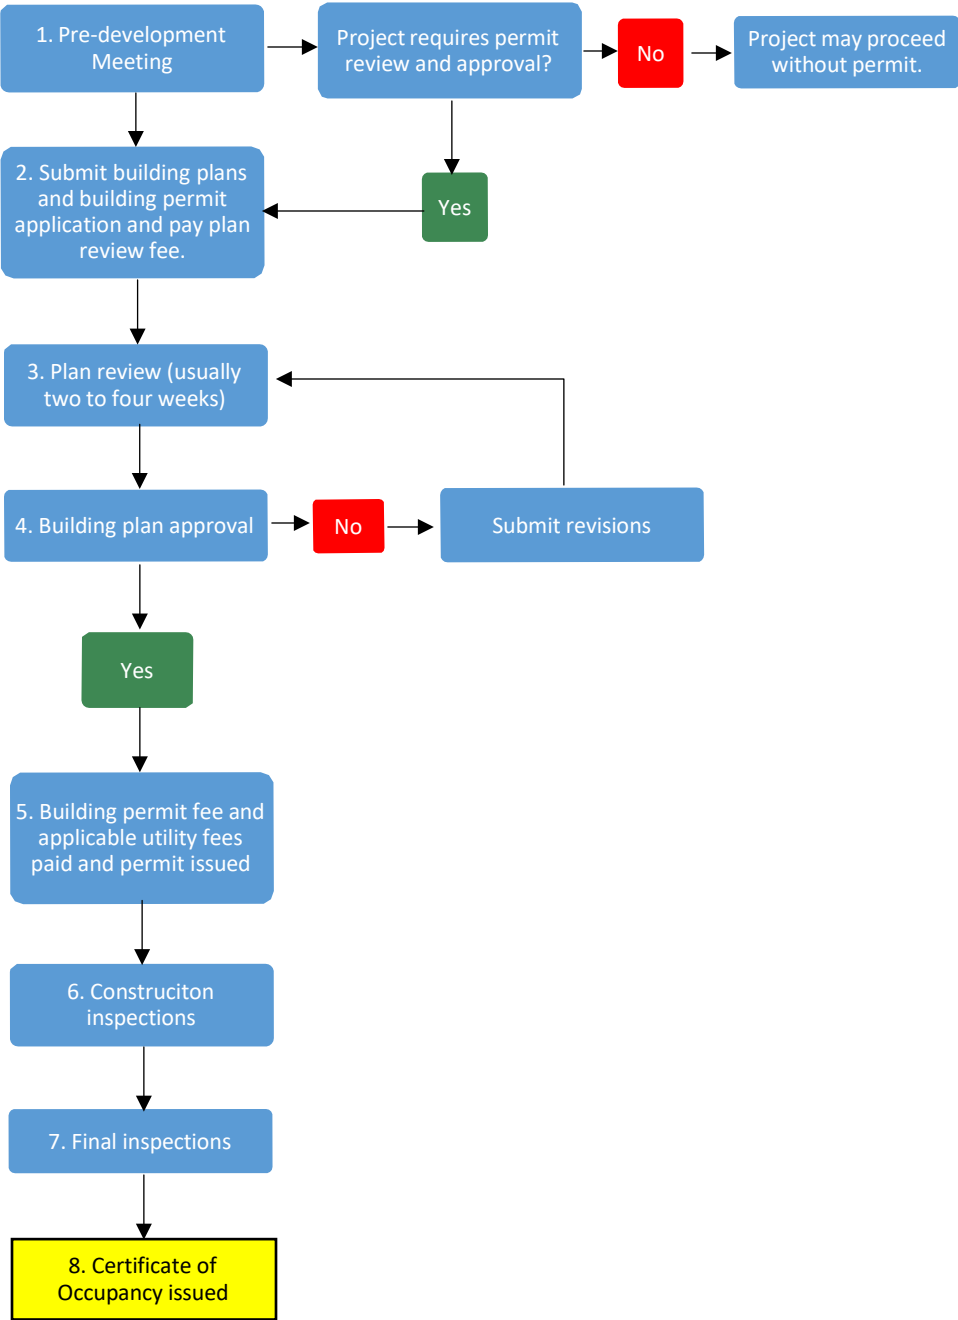 1. Pre-development
Meeting
Project requires permit
review and approval?
No
Project may proceed
without permit.
2. Submit building plans
and building permit
application and pay plan
review fee.
Yes
3. Plan review (usually
two to four weeks)
4. Building plan approval
No
Submit revisions
Yes
5. Building permit fee and
applicable utility fees
paid and permit issued
6. Construciton
inspections
7. Final inspections
8. Certificate of
Occupancy issued